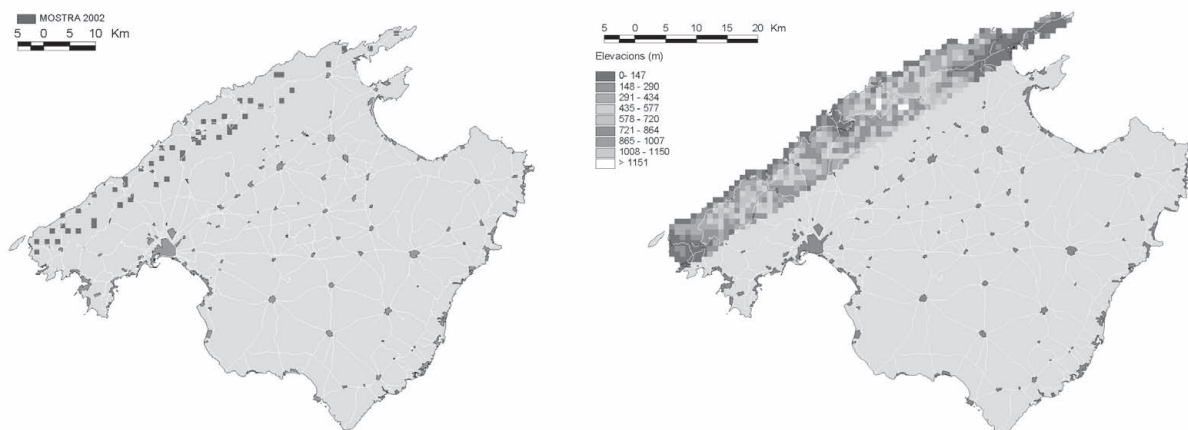 MOSTRA 2002
5 0 5 10 Km
5 0 5 10 15 20 Km
Elevacions (m)
0- 147
148 - 290
291 - 434
435 - 577
578 - 720
721 - 864
865 - 1007
1008 - 1150
> 1151